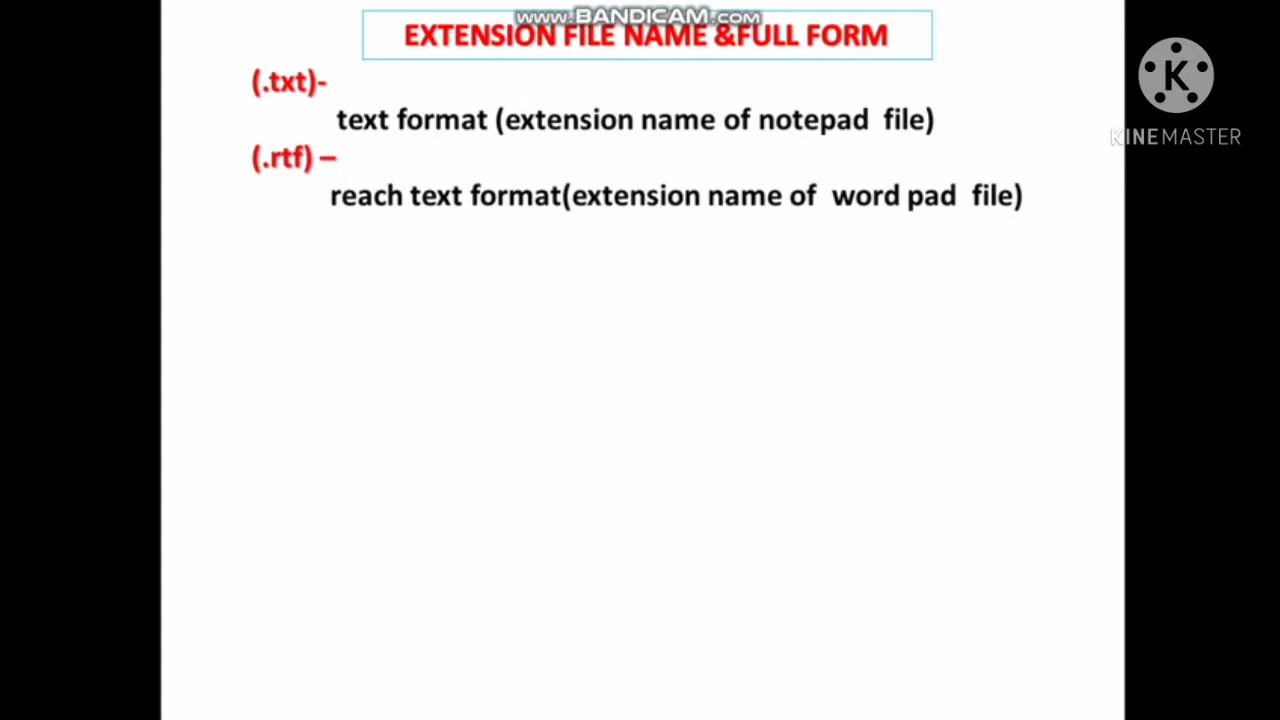 www.BANDICAM.com
EXTENSION FILE NAME &FULL FORM
(.txt)-
text format (extension name of notepad file)
(.rtf) –
reach text format(extension name of word pad file)
K
KINEMASTER